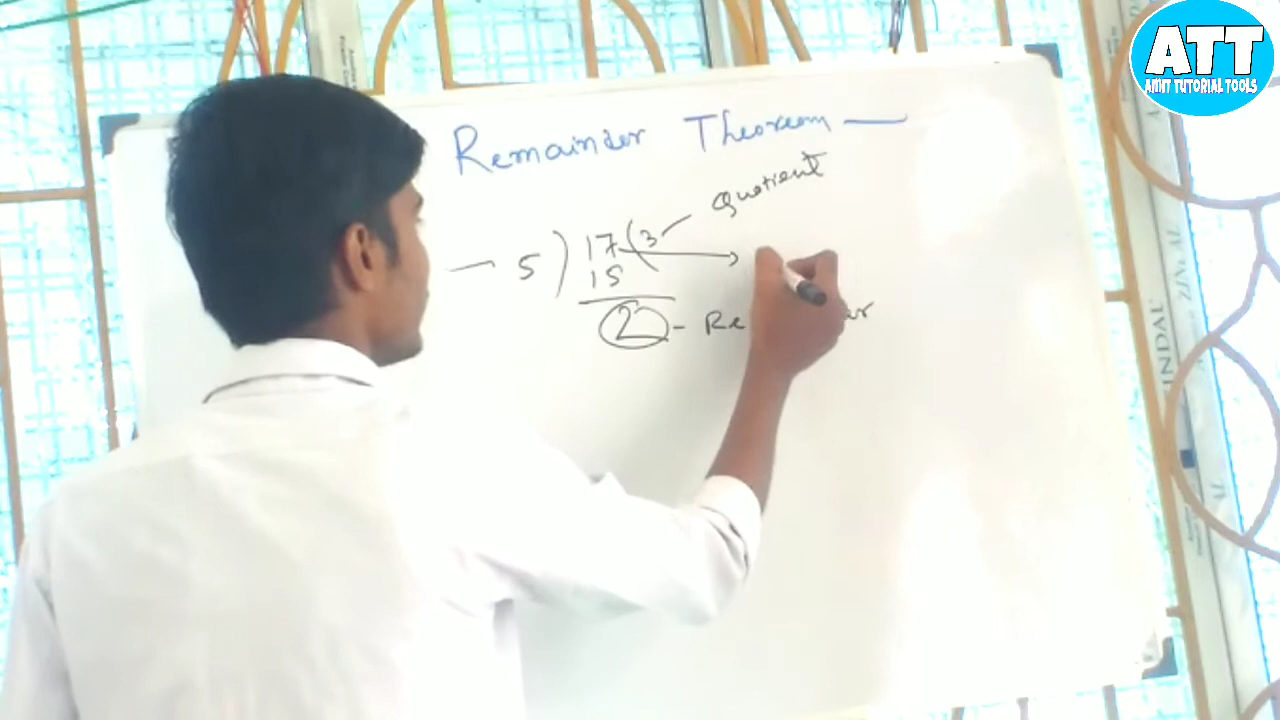 ATT
AMIT TUTORIAL TOOLS
Remainder Theorem —
Quotient
— 5 ) 17 ( 3
15
2 - Re